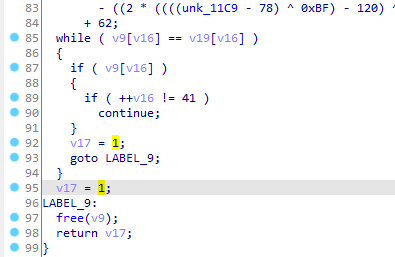 83 - ((2 * ((((unk_11C9 - 78) ^ 0xBF) - 120) ^
84 + 62;
85 while ( v9[v16] == v19[v16] )
86 {
87 if ( v9[v16] )
88 {
89 if ( ++v16 != 41 )
90 continue;
91 }
92 v17 = 1;
93 goto LABEL_9;
94 }
95 v17 = 1;
96 LABEL_9:
97 free(v9);
98 return v17;
99 }